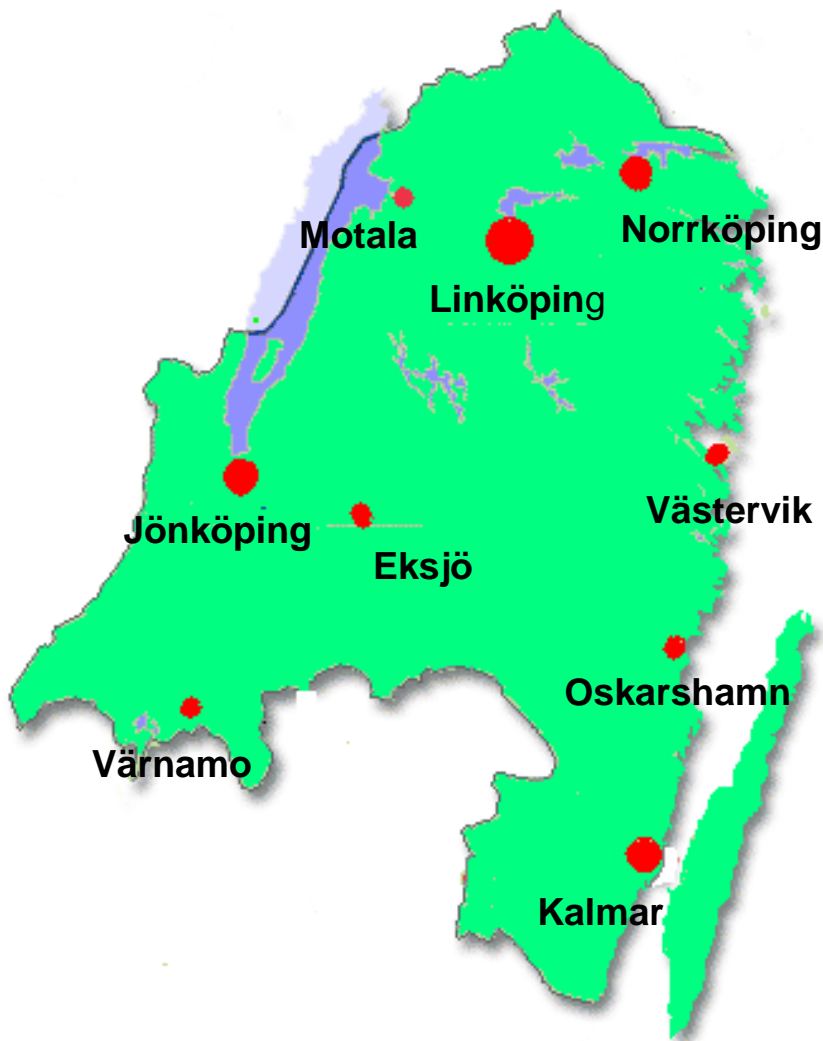 Motala
Norrköping
Linköping
Västervik
Jönköping
Eksjö
Oskarshamn
Värnamo
Kalmar